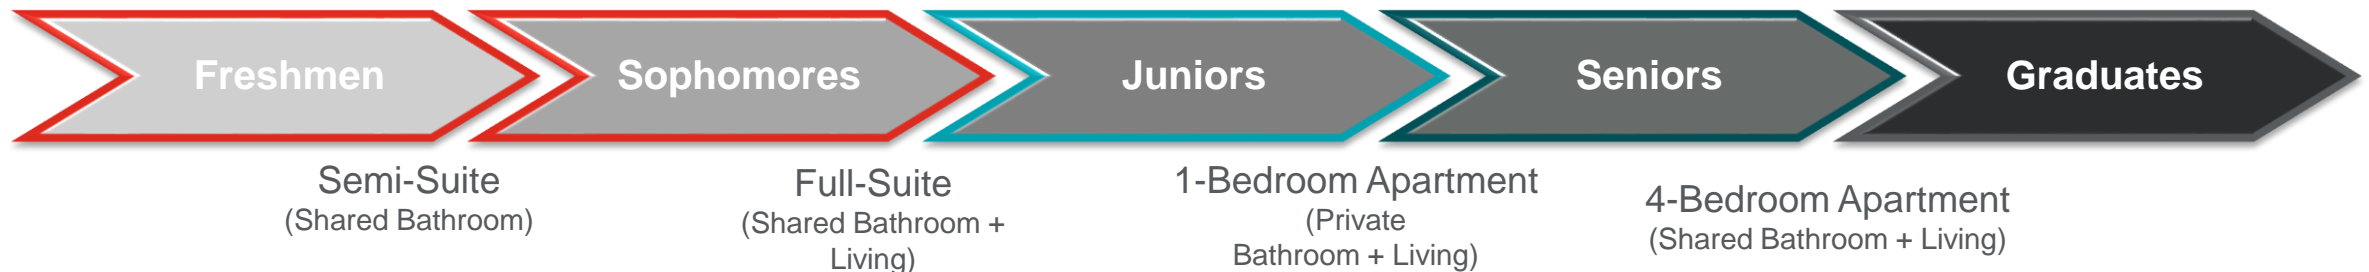 Freshmen
Sophomores
Juniors
Seniors
Graduates
Semi-Suite
(Shared Bathroom)
Full-Suite
(Shared Bathroom +
Living)
1-Bedroom Apartment
(Private
Bathroom + Living)
4-Bedroom Apartment
(Shared Bathroom + Living)